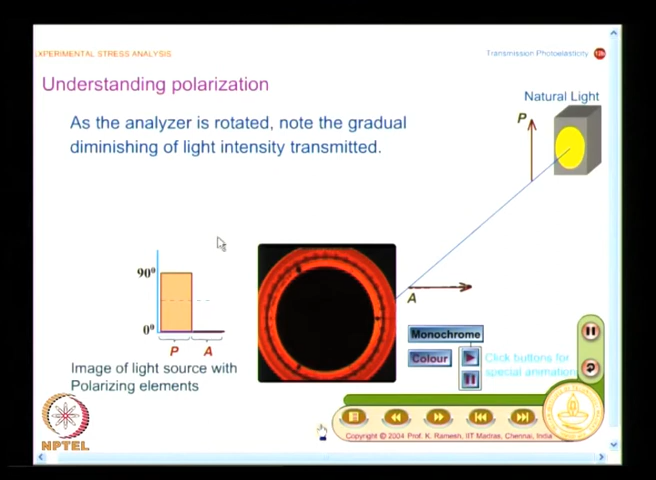 EXPERIMENTAL STRESS ANALYSIS
Transmission Photoelasticity
Understanding polarization
Natural Light
P
As the analyzer is rotated, note the gradual
diminishing of light intensity transmitted.
90⁰
0⁰
P A
A
Monochrome
Colour
Click buttons for
special animation
Image of light source with
Polarizing elements
NPTEL
Copyright © 2004 Prof. K. Ramesh, IIT Madras, Chennai, India